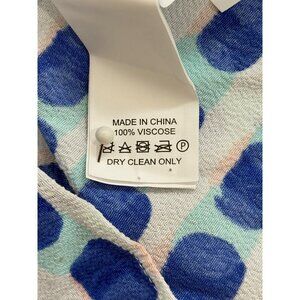 MADE IN CHINA
100% VISCOSE
P
DRY CLEAN ONLY